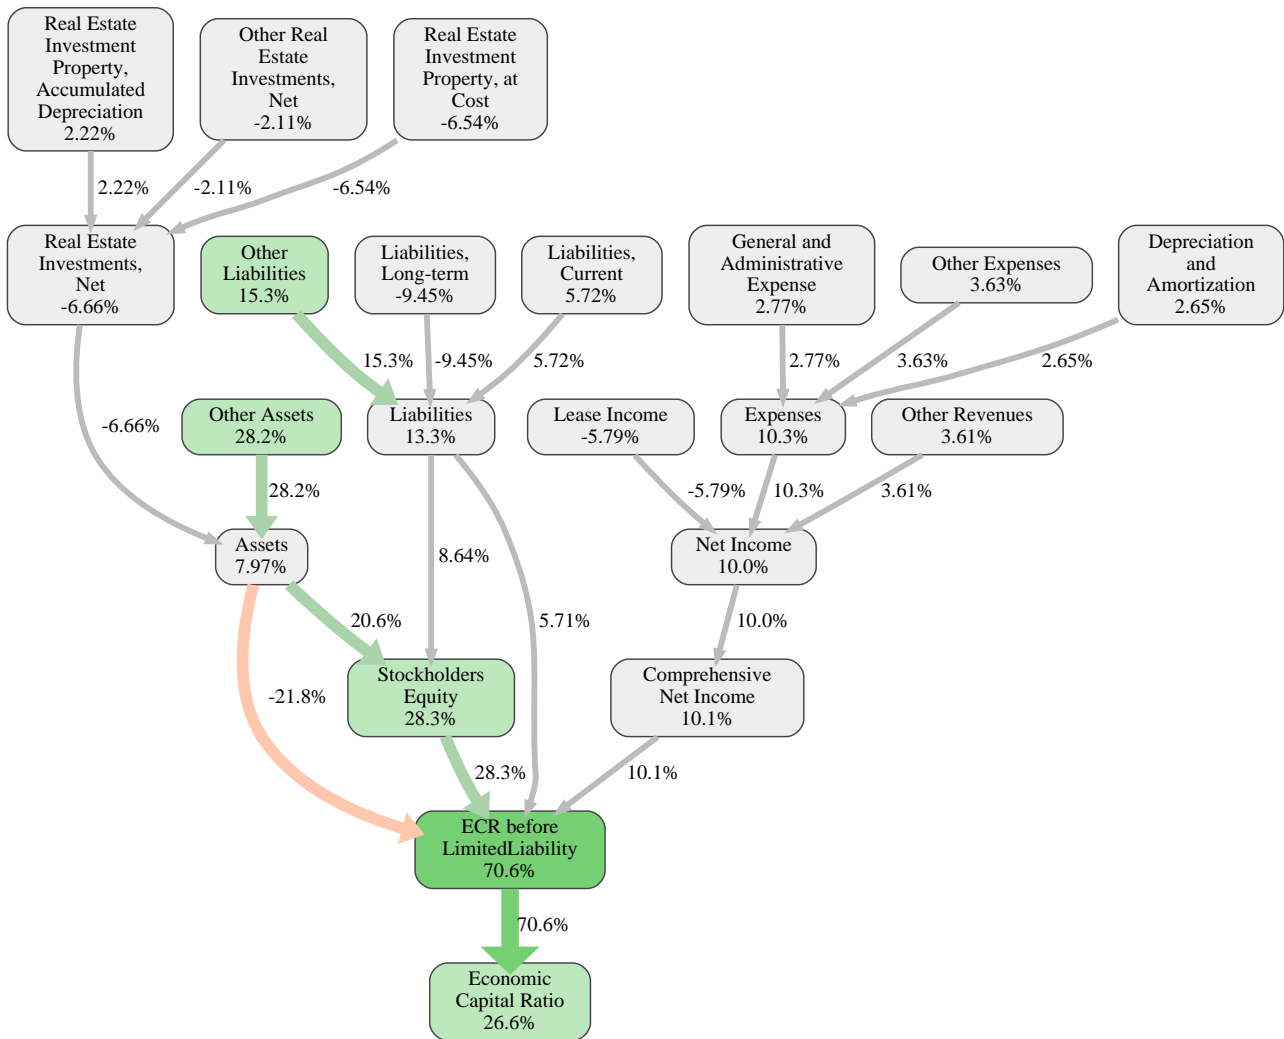 Real Estate
Investment
Property,
Accumulated
Depreciation
2.22%
Other Real
Estate
Investments,
Net
-2.11%
Real Estate
Investment
Property, at
Cost
-6.54%
2.22%
-2.11%
-6.54%
Real Estate
Investments,
Net
-6.66%
Other
Liabilities
15.3%
Liabilities,
Long-term
-9.45%
Liabilities,
Current
5.72%
General and
Administrative
Expense
2.77%
Other Expenses
3.63%
Depreciation
and
Amortization
2.65%
15.3%
-9.45%
5.72%
2.77%
3.63%
2.65%
-6.66%
Other Assets
28.2%
Liabilities
13.3%
Lease Income
-5.79%
Expenses
10.3%
Other Revenues
3.61%
28.2%
-5.79%
10.3%
3.61%
Assets
7.97%
8.64%
Net Income
10.0%
20.6%
5.71%
10.0%
-21.8%
Stockholders
Equity
28.3%
Comprehensive
Net Income
10.1%
28.3%
10.1%
ECR before
LimitedLiability
70.6%
70.6%
Economic
Capital Ratio
26.6%